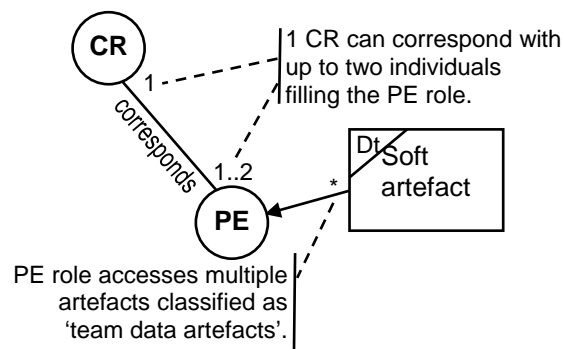 CR
1 CR can correspond with
up to two individuals
filling the PE role.
1
corresponds
1..2
Dt
Soft
artefact
*
PE
PE role accesses multiple
artefacts classified as
‘team data artefacts’.